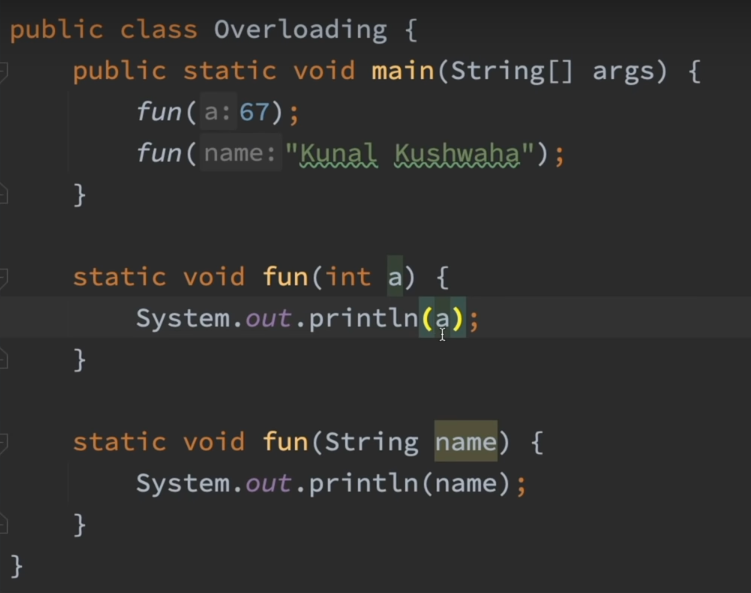 public class Overloading {
public static void main(String[] args) {
fun( a: 67);
fun( name: "Kunal Kushwaha");
}
static void fun(int a) {
System.out.println(a);
}
static void fun(String name) {
System.out.println(name);
}
}